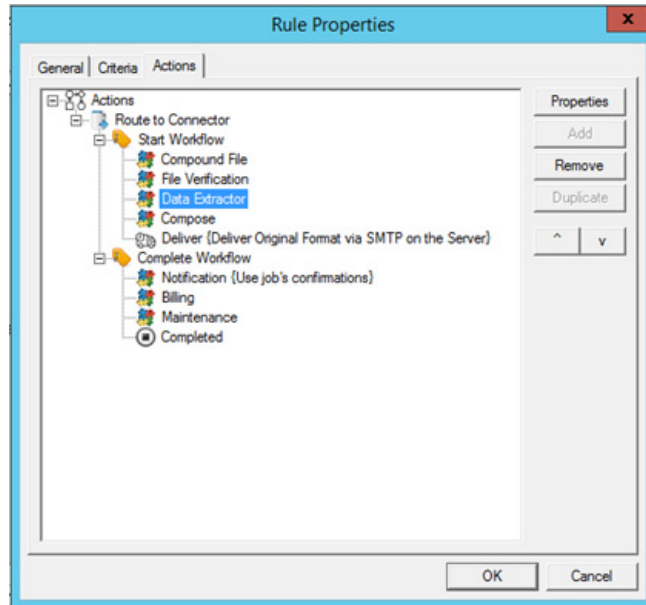 Rule Properties
x
General Criteria Actions
Actions
Route to Connector
Start Workflow
Compound File
File Verification
Data Extractor
Compose
Deliver {Deliver Original Format via SMTP on the Server}
Complete Workflow
Notification {Use job's confirmations}
Billing
Maintenance
Completed
Properties
Add
Remove
Duplicate
^ v
OK Cancel